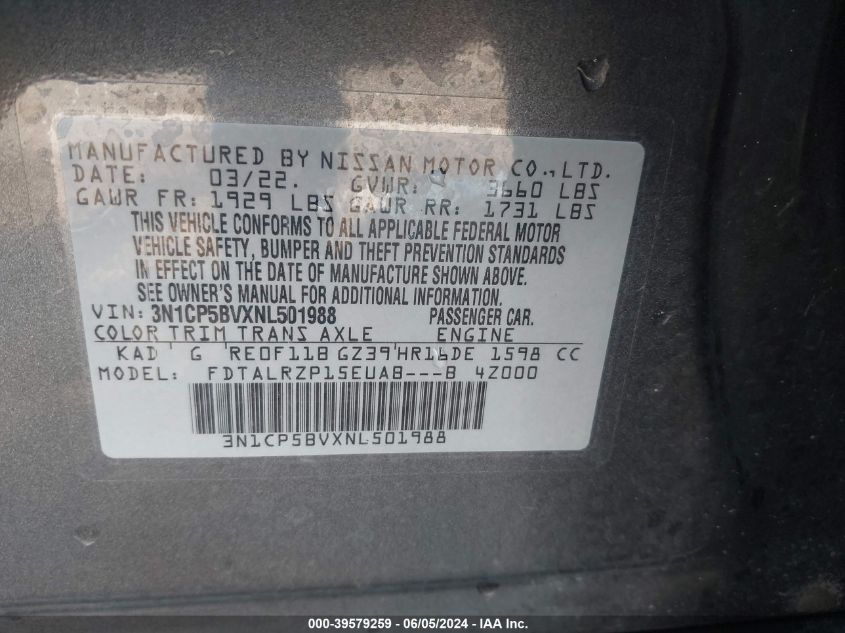 MANUFACTURED BY NISSAN MOTOR CO.,LTD.
DATE: 03/22. GVWR: 3660 LBS
GAWR FR: 1929 LBS GAWR RR: 1731 LBS
THIS VEHICLE CONFORMS TO ALL APPLICABLE FEDERAL MOTOR
VEHICLE SAFETY, BUMPER AND THEFT PREVENTION STANDARDS
IN EFFECT ON THE DATE OF MANUFACTURE SHOWN ABOVE.
SEE OWNER'S MANUAL FOR ADDITIONAL INFORMATION.
VIN: 3N1CP5BVXNL501988 PASSENGER CAR.
COLOR TRIM TRANS AXLE ENGINE
KAD G RE0F11B GZ39 HR16DE 1598 CC
MODEL: FDTALRZP15EUAB---B 4Z000
3N1CP5BVXNL501988
000-39579259 - 06/05/2024 - IAA Inc.